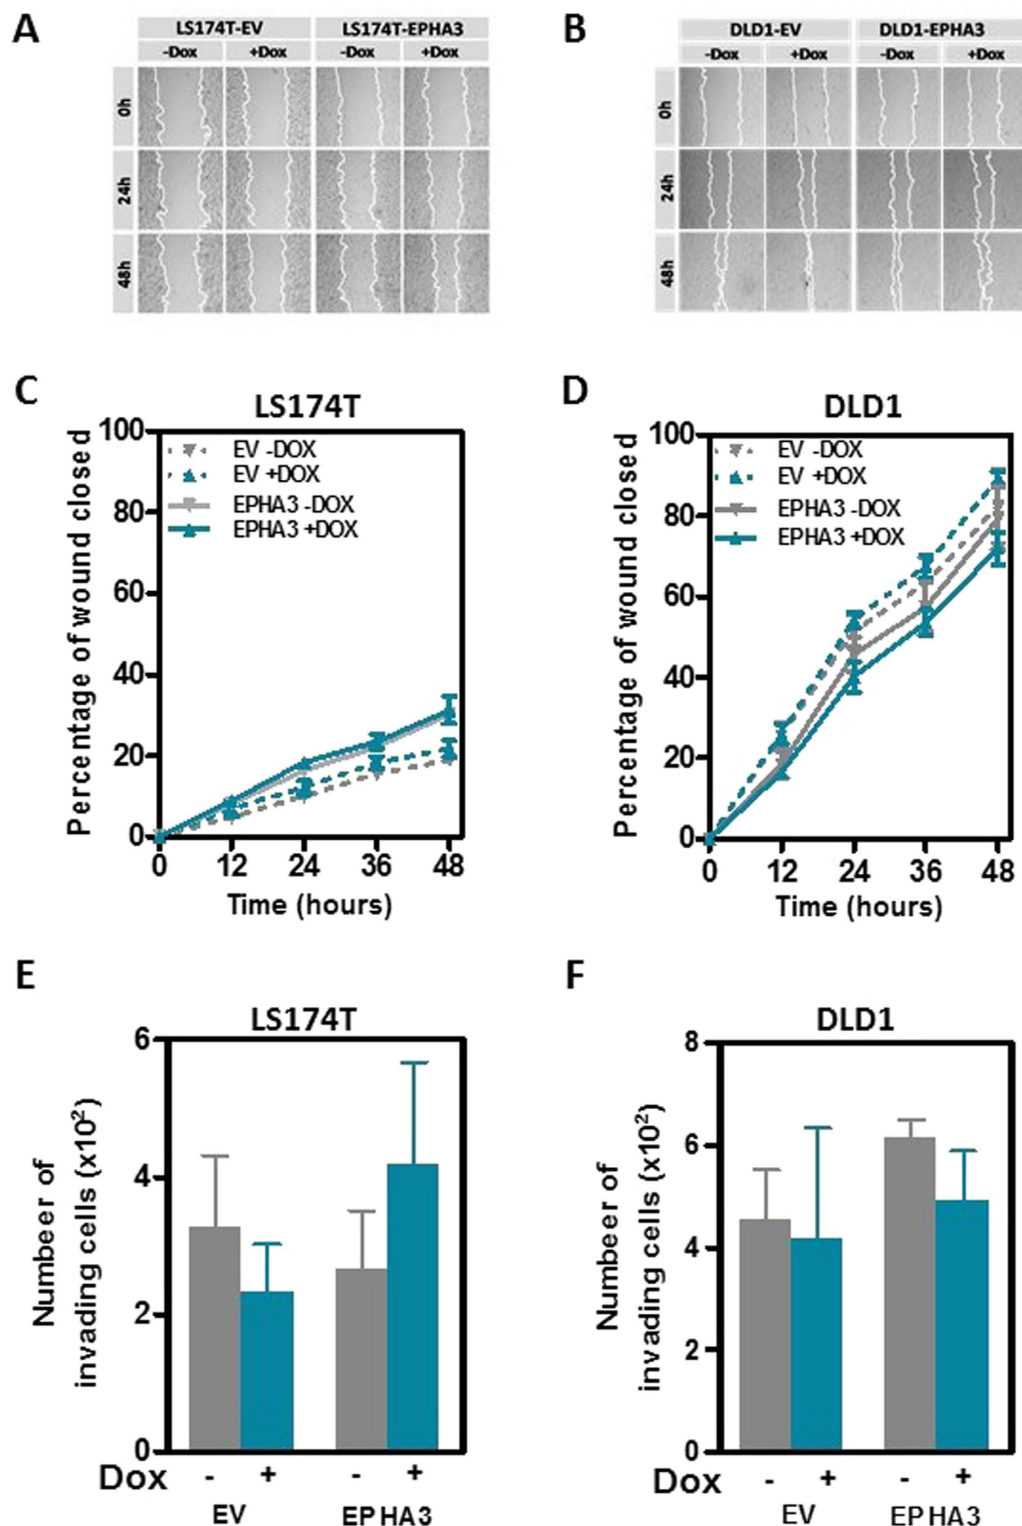 A
LS174T-EV LS174T-EPHA3
-Dox +Dox -Dox +Dox
0h
24h
48h
B
DLD1-EV DLD1-EPHA3
-Dox +Dox -Dox +Dox
0h
24h
48h
C
LS174T
Percentage of wound closed
100
80
60
40
20
0
EV -DOX
EV +DOX
EPHA3 -DOX
EPHA3 +DOX
0 12 24 36 48
Time (hours)
D
DLD1
Percentage of wound closed
100
80
60
40
20
0
EV -DOX
EV +DOX
EPHA3 -DOX
EPHA3 +DOX
0 12 24 36 48
Time (hours)
E
LS174T
Numbeer of
invading cells (x10²)
6
4
2
0
Dox - + - +
EV EPHA3
F
DLD1
Numbeer of
invading cells (x10²)
8
6
4
2
0
- + - +
EV EPHA3